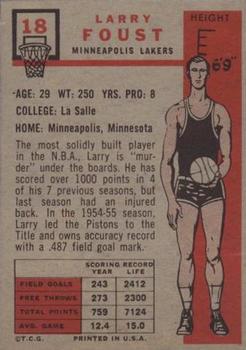 18
LARRY
FOUST
MINNEAPOLIS LAKERS
HEIGHT
6'9"
AGE: 29 WT: 250 YRS. PRO: 8
COLLEGE: La Salle
HOME: Minneapolis, Minnesota
The most solidly built player
in the N.B.A., Larry is "mur-
der" under the boards. He has
scored over 1000 points in 4
of his 7 previous seasons, but
last season had an injured
back. In the 1954-55 season,
Larry led the Pistons to the
Title and owns accuracy record
with a .487 field goal mark.
SCORING RECORD
YEAR LIFE
FIELD GOALS 243 2412
FREE THROWS 273 2300
TOTAL POINTS 759 7124
AVG. GAME 12.4 15.0
©T.C.G. PRINTED IN U.S.A.